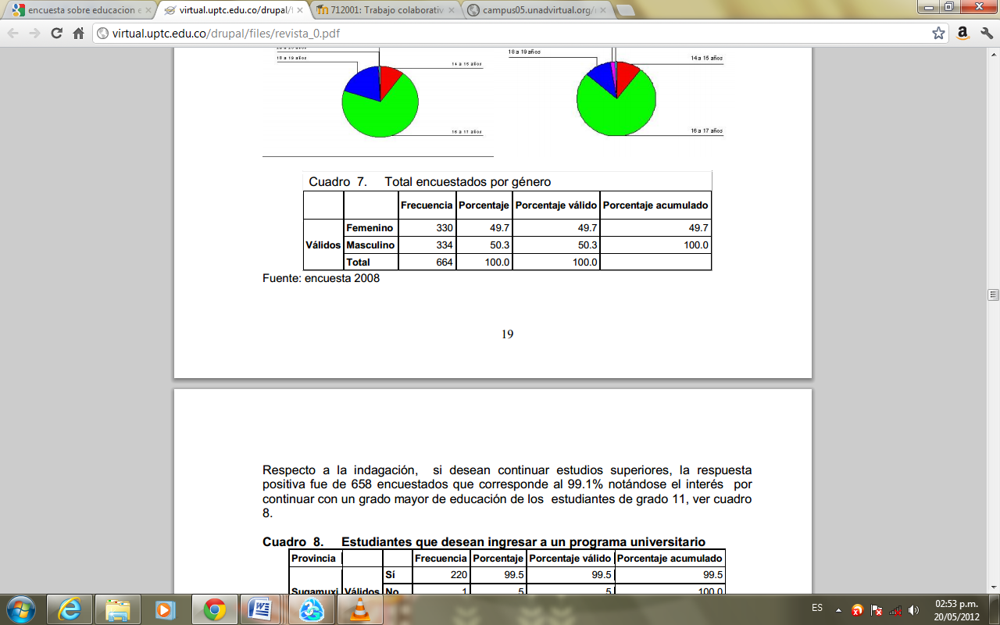 encuesta sobre educacion e
virtual.uptc.edu.co/drupal/f
712001: Trabajo colaborativ
campus05.unadvirtual.org/
virtual.uptc.edu.co/drupal/files/revista_0.pdf
18 a 19 años
14 a 15 años
16 a 17 años
18 a 19 años
14 a 15 años
16 a 17 años
Cuadro 7. Total encuestados por género
Frecuencia Porcentaje Porcentaje válido Porcentaje acumulado
Válidos
Femenino 330 49.7 49.7 49.7
Masculino 334 50.3 50.3 100.0
Total 664 100.0 100.0
Fuente: encuesta 2008
19
Respecto a la indagación, si desean continuar estudios superiores, la respuesta
positiva fue de 658 encuestados que corresponde al 99.1% notándose el interés por
continuar con un grado mayor de educación de los estudiantes de grado 11, ver cuadro
8.
Cuadro 8. Estudiantes que desean ingresar a un programa universitario
Provincia Frecuencia Porcentaje Porcentaje válido Porcentaje acumulado
Sí 220 99.5 99.5 99.5
Sugamuxi Válidos No 1 .5 .5 100.0
ES
02:53 p.m.
20/05/2012